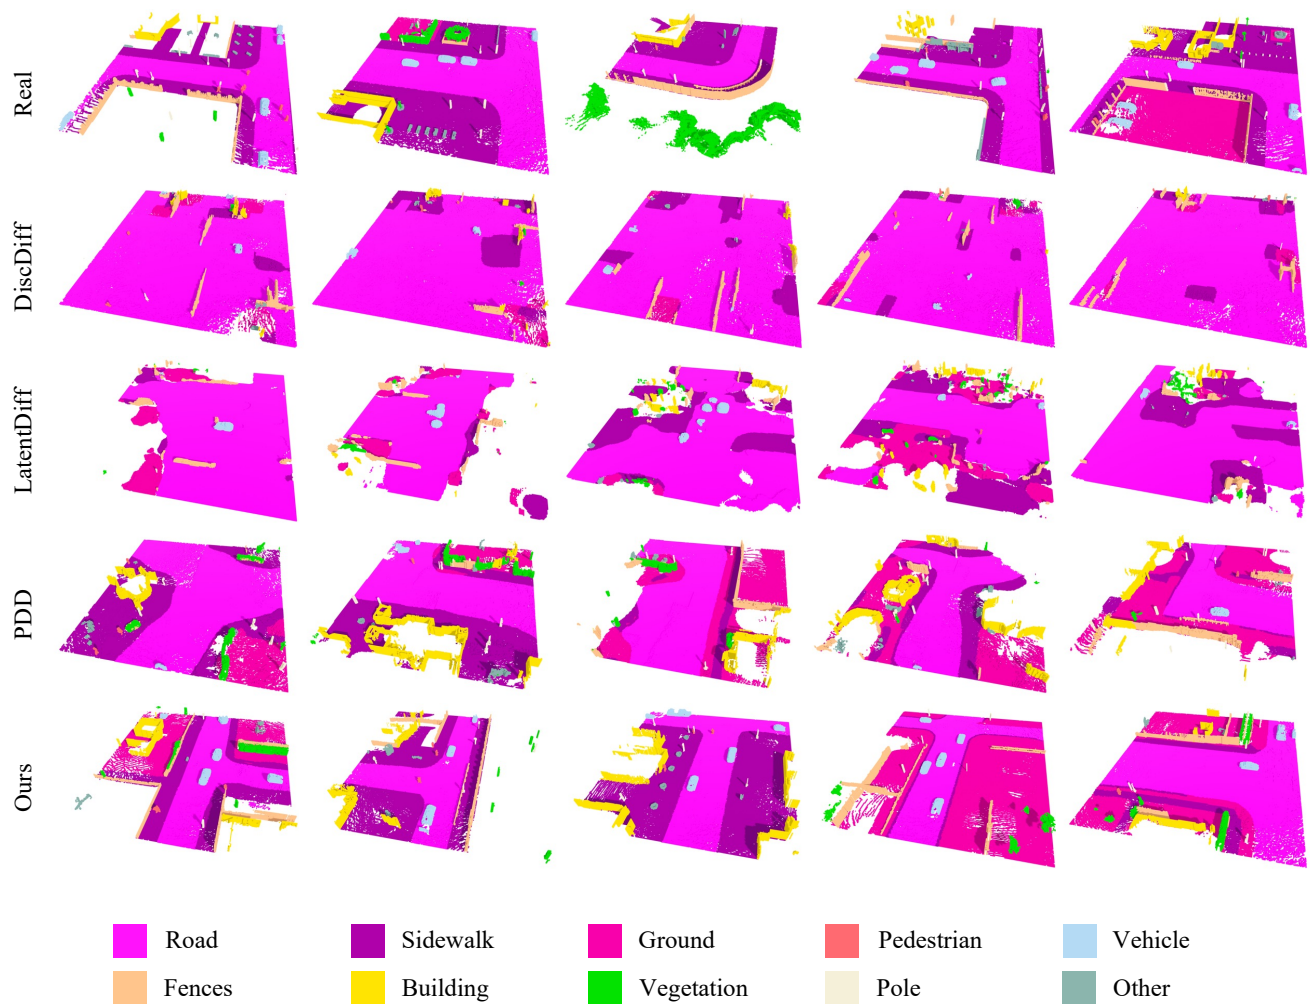 Real
DiscDiff
LatentDiff
PDD
Ours
Road Sidewalk Ground Pedestrian Vehicle
Fences Building Vegetation Pole Other